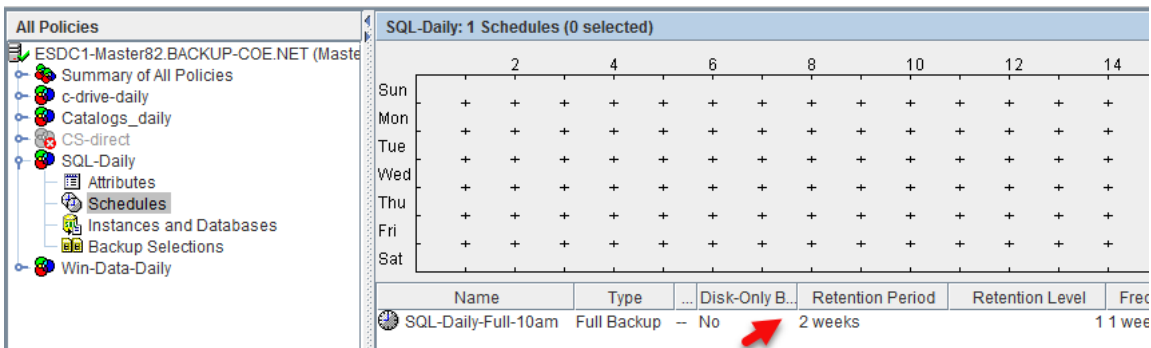 All Policies
ESDC1-Master82.BACKUP-COE.NET (Maste
Summary of All Policies
c-drive-daily
Catalogs_daily
CS-direct
SQL-Daily
Attributes
Schedules
Instances and Databases
Backup Selections
Win-Data-Daily
SQL-Daily: 1 Schedules (0 selected)
2 4 6 8 10 12 14
Sun
Mon
Tue
Wed
Thu
Fri
Sat
Name Type ... Disk-Only B... Retention Period Retention Level Freq
SQL-Daily-Full-10am Full Backup -- No 2 weeks 1 1 wee